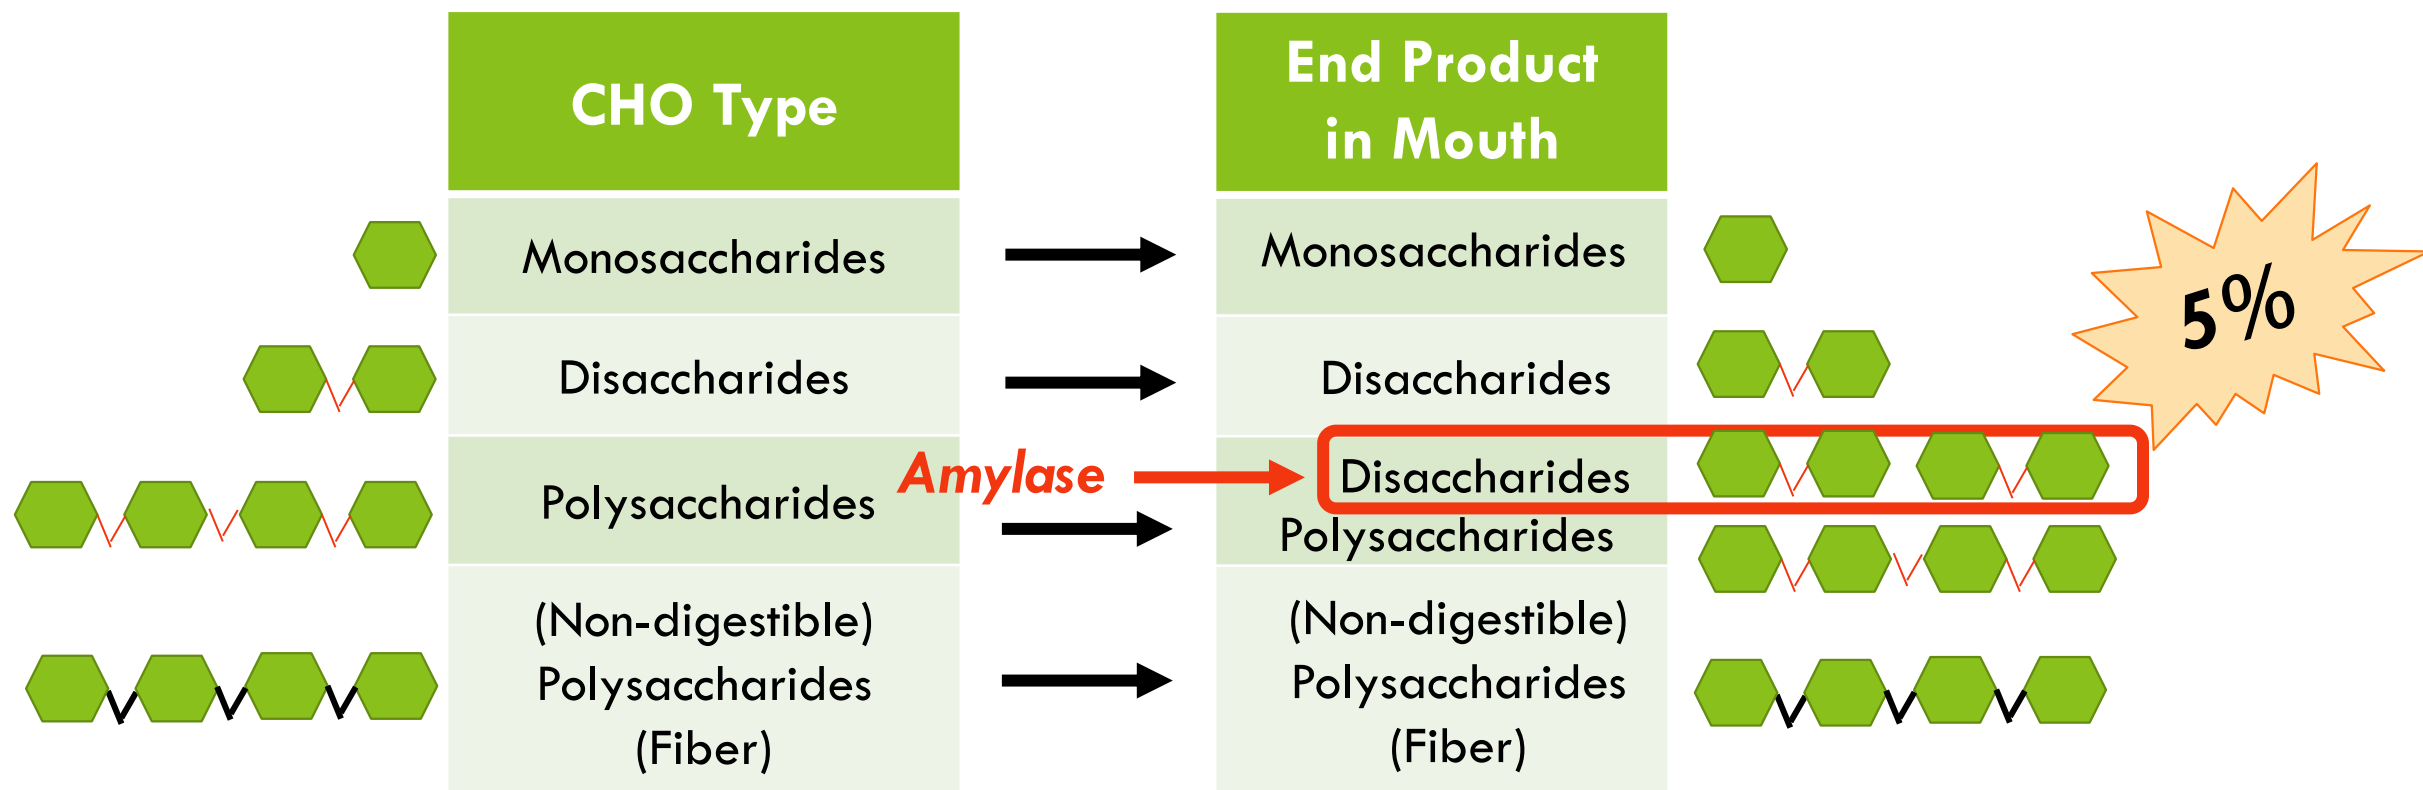 CHO Type
End Product
in Mouth
Monosaccharides
Monosaccharides
5%
Disaccharides
Disaccharides
Polysaccharides
Amylase
Disaccharides
Polysaccharides
(Non-digestible)
Polysaccharides
(Fiber)
(Non-digestible)
Polysaccharides
(Fiber)